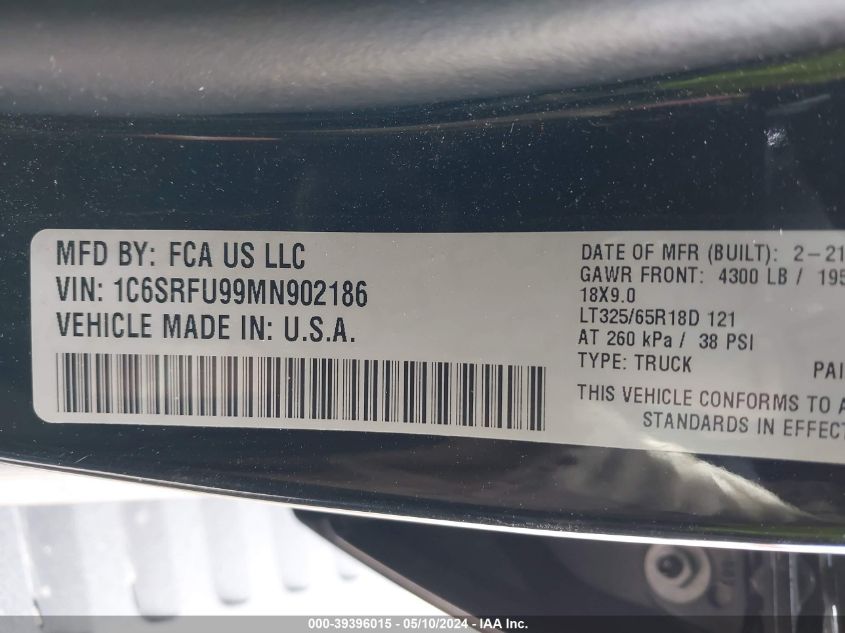 MFD BY: FCA US LLC
VIN: 1C6SRFU99MN902186
VEHICLE MADE IN: U.S.A.
DATE OF MFR (BUILT): 2-21
GAWR FRONT: 4300 LB / 195
18X9.0
LT325/65R18D 121
AT 260 kPa / 38 PSI
TYPE: TRUCK PAI
THIS VEHICLE CONFORMS TO A
STANDARDS IN EFFECT
000-39396015 - 05/10/2024 - IAA Inc.